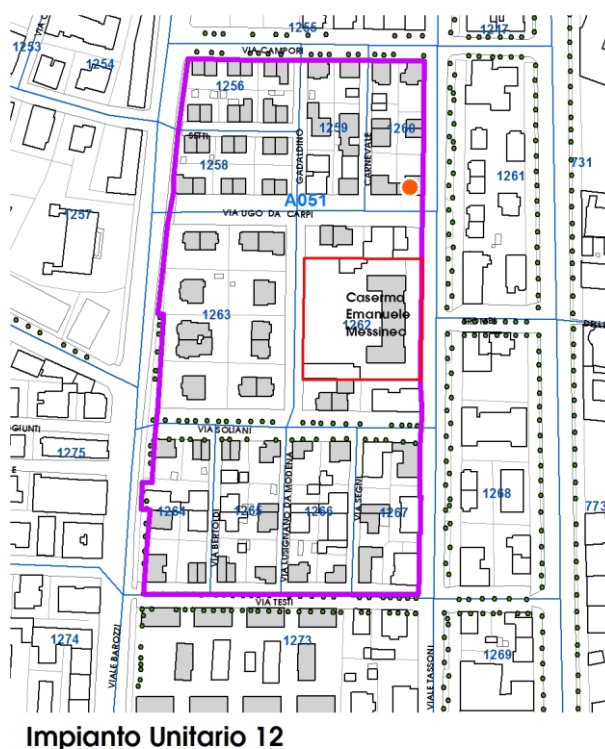 1255
1217
1253
VIA CAMPORI
1254
1256
1259
1260
SETTI
GADALDINO
CARNEVALE
1258
1261
731
A051
1257
VIA UGO DA CARPI
Caserma
Emanuele
Messineo
1263
1262
VIA SOLIANI
GIUNTI
1275
E
VIA BERTOLDI
VIA LUSIGNANO DA MODENA
VIA SEGNI
1264
1265
1266
1267
1268
773
VIA TESTI
1274
1273
1269
VIALE BAROZZI
VIALE TASSONI
Impianto Unitario 12